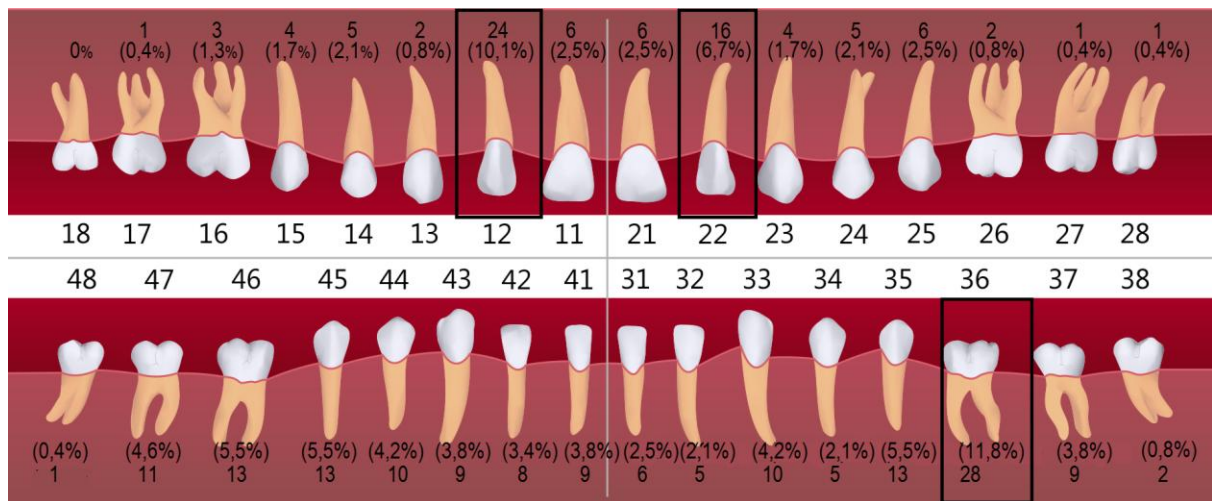 1 3 4 5 2 24 6 6 16 4 5 6 2 1 1
0% (0,4%) (1,3%) (1,7%) (2,1%) (0,8%) (10,1%) (2,5%) (2,5%) (6,7%) (1,7%) (2,1%) (2,5%) (0,8%) (0,4%) (0,4%)
18 17 16 15 14 13 12 11 21 22 23 24 25 26 27 28
48 47 46 45 44 43 42 41 31 32 33 34 35 36 37 38
(0,4%) (4,6%) (5,5%) (5,5%) (4,2%) (3,8%) (3,4%) (3,8%) (2,5%) (2,1%) (4,2%) (2,1%) (5,5%) (11,8%) (3,8%) (0,8%)
1 11 13 13 10 9 8 9 6 5 10 5 13 28 9 2